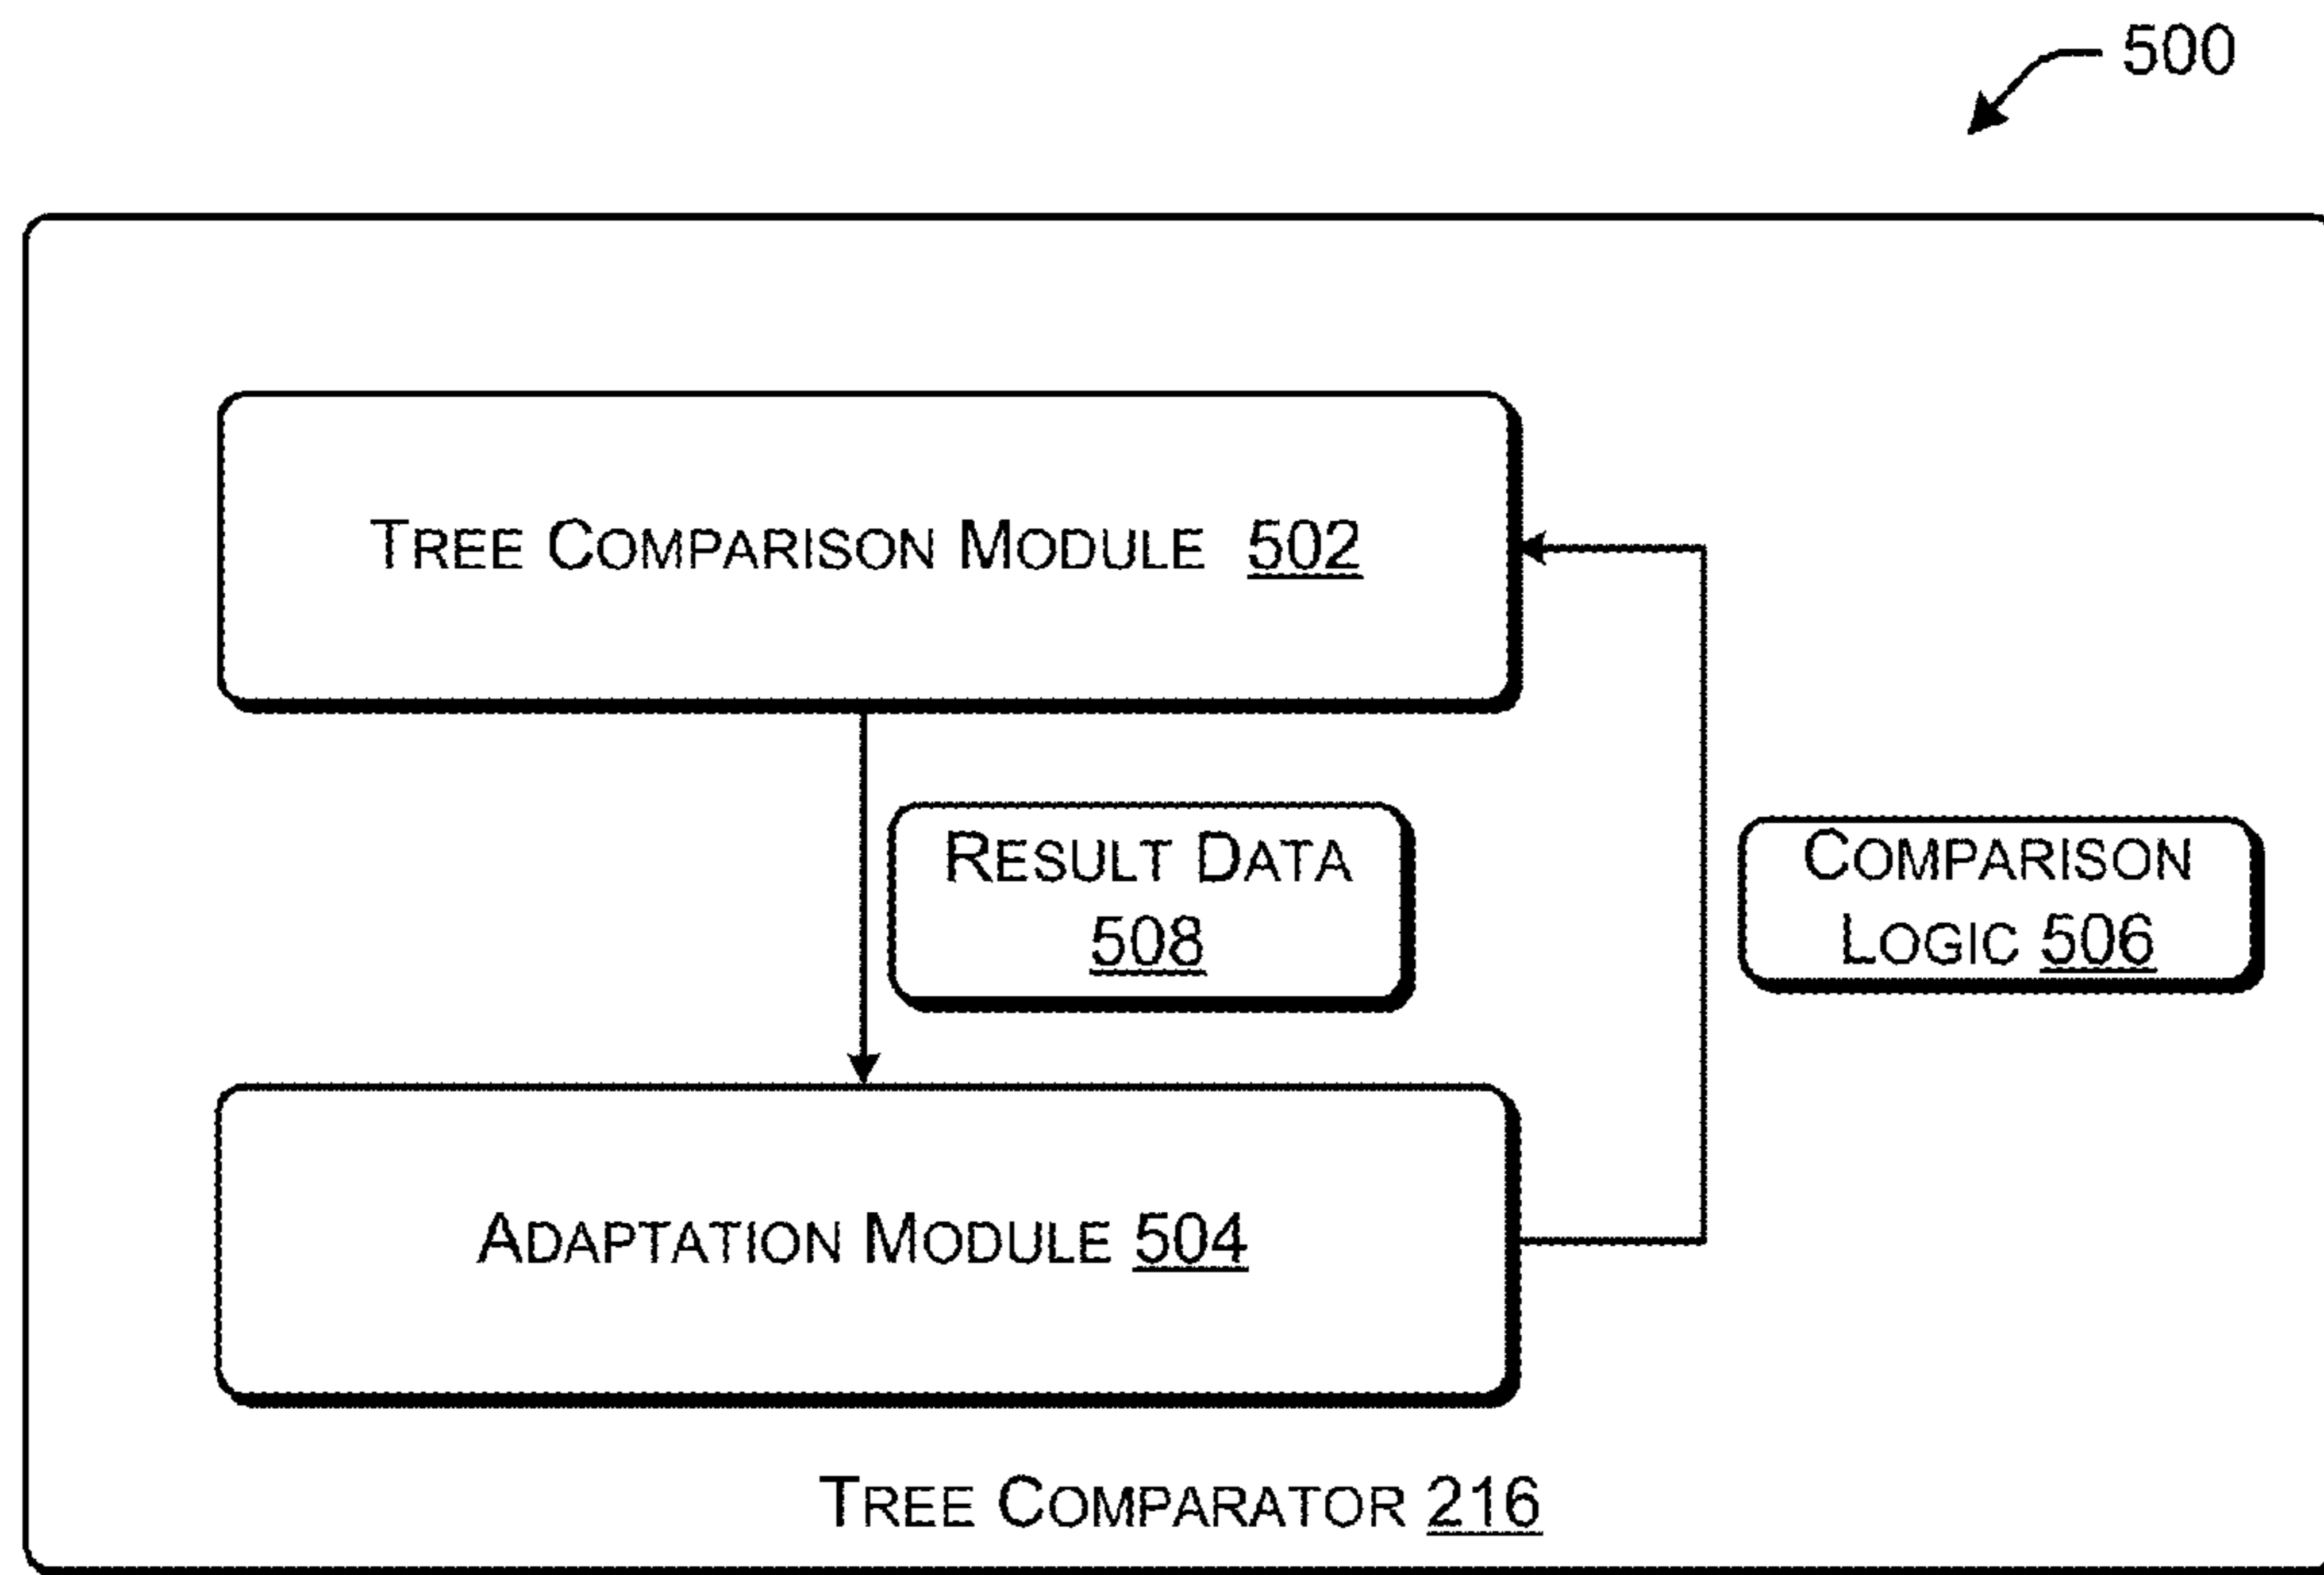 500
TREE COMPARISON MODULE 502
RESULT DATA
508
COMPARISON
LOGIC 506
ADAPTATION MODULE 504
TREE COMPARATOR 216